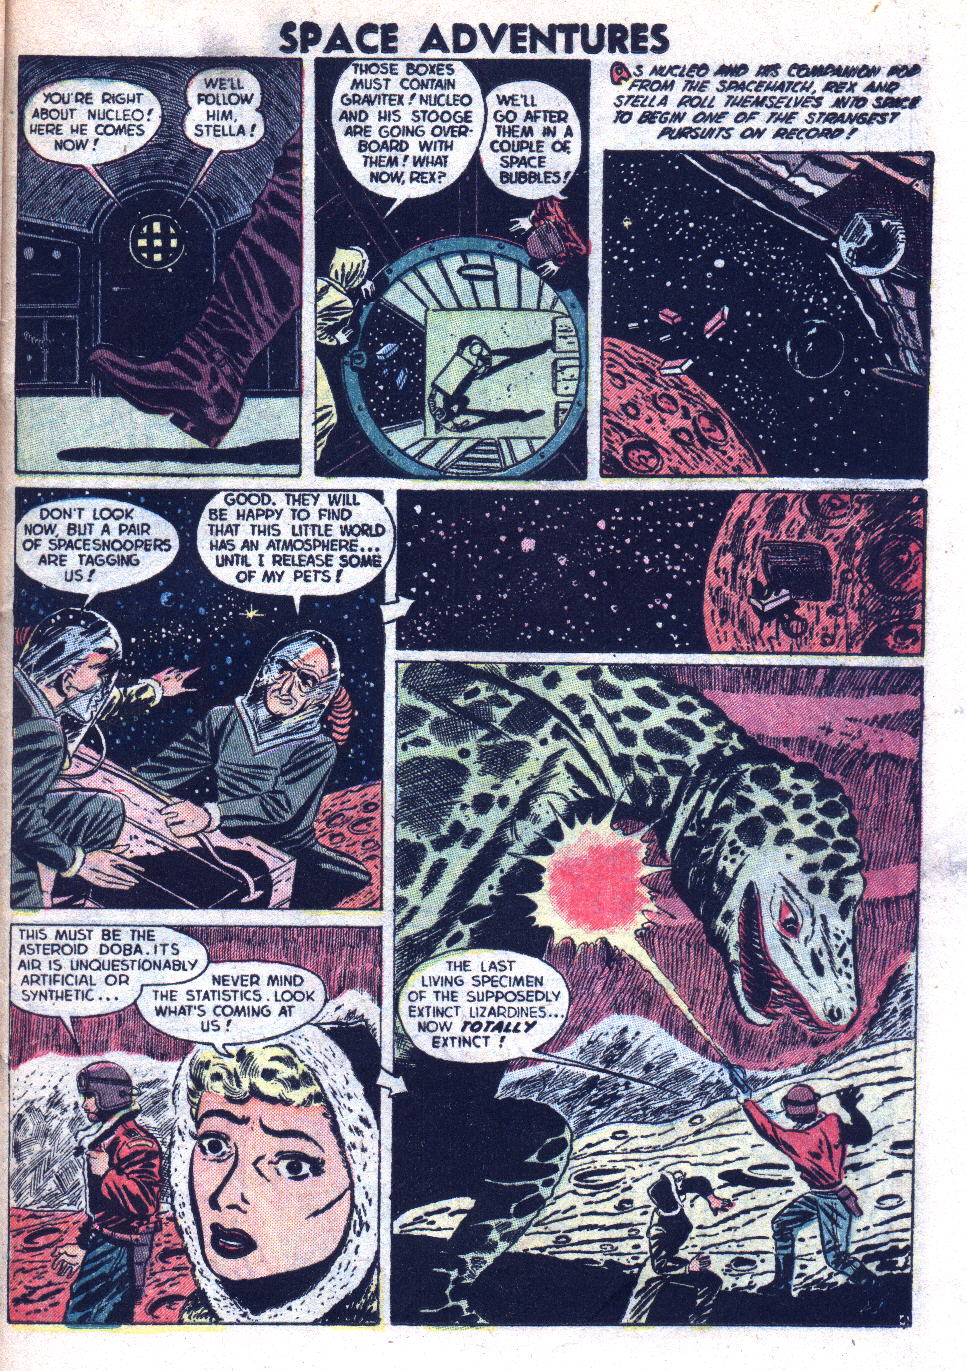 SPACE ADVENTURES
YOU'RE RIGHT
ABOUT NUCLEO!
HERE HE COMES
NOW!
WE'LL
FOLLOW
HIM,
STELLA!
THOSE BOXES
MUST CONTAIN
GRAVITEX! NUCLEO
AND HIS STOOGE
ARE GOING OVER-
BOARD WITH
THEM! WHAT
NOW, REX?
WE'LL
GO AFTER
THEM IN A
COUPLE OF
SPACE
BUBBLES!
AS NUCLEO AND HIS COMPANION POP
FROM THE SPACEHATCH, REX AND
STELLA ROLL THEMSELVES INTO SPACE
TO BEGIN ONE OF THE STRANGEST
PURSUITS ON RECORD!
DON'T LOOK
NOW, BUT A PAIR
OF SPACESNOOPERS
ARE TAGGING
US!
GOOD. THEY WILL
BE HAPPY TO FIND
THAT THIS LITTLE WORLD
HAS AN ATMOSPHERE...
UNTIL I RELEASE SOME
OF MY PETS!
THIS MUST BE THE
ASTEROID DOBA. ITS
AIR IS UNQUESTIONABLY
ARTIFICIAL OR
SYNTHETIC...
NEVER MIND
THE STATISTICS. LOOK
WHAT'S COMING AT
US!
THE LAST
LIVING SPECIMEN
OF THE SUPPOSEDLY
EXTINCT LIZARDINES...
NOW TOTALLY
EXTINCT!